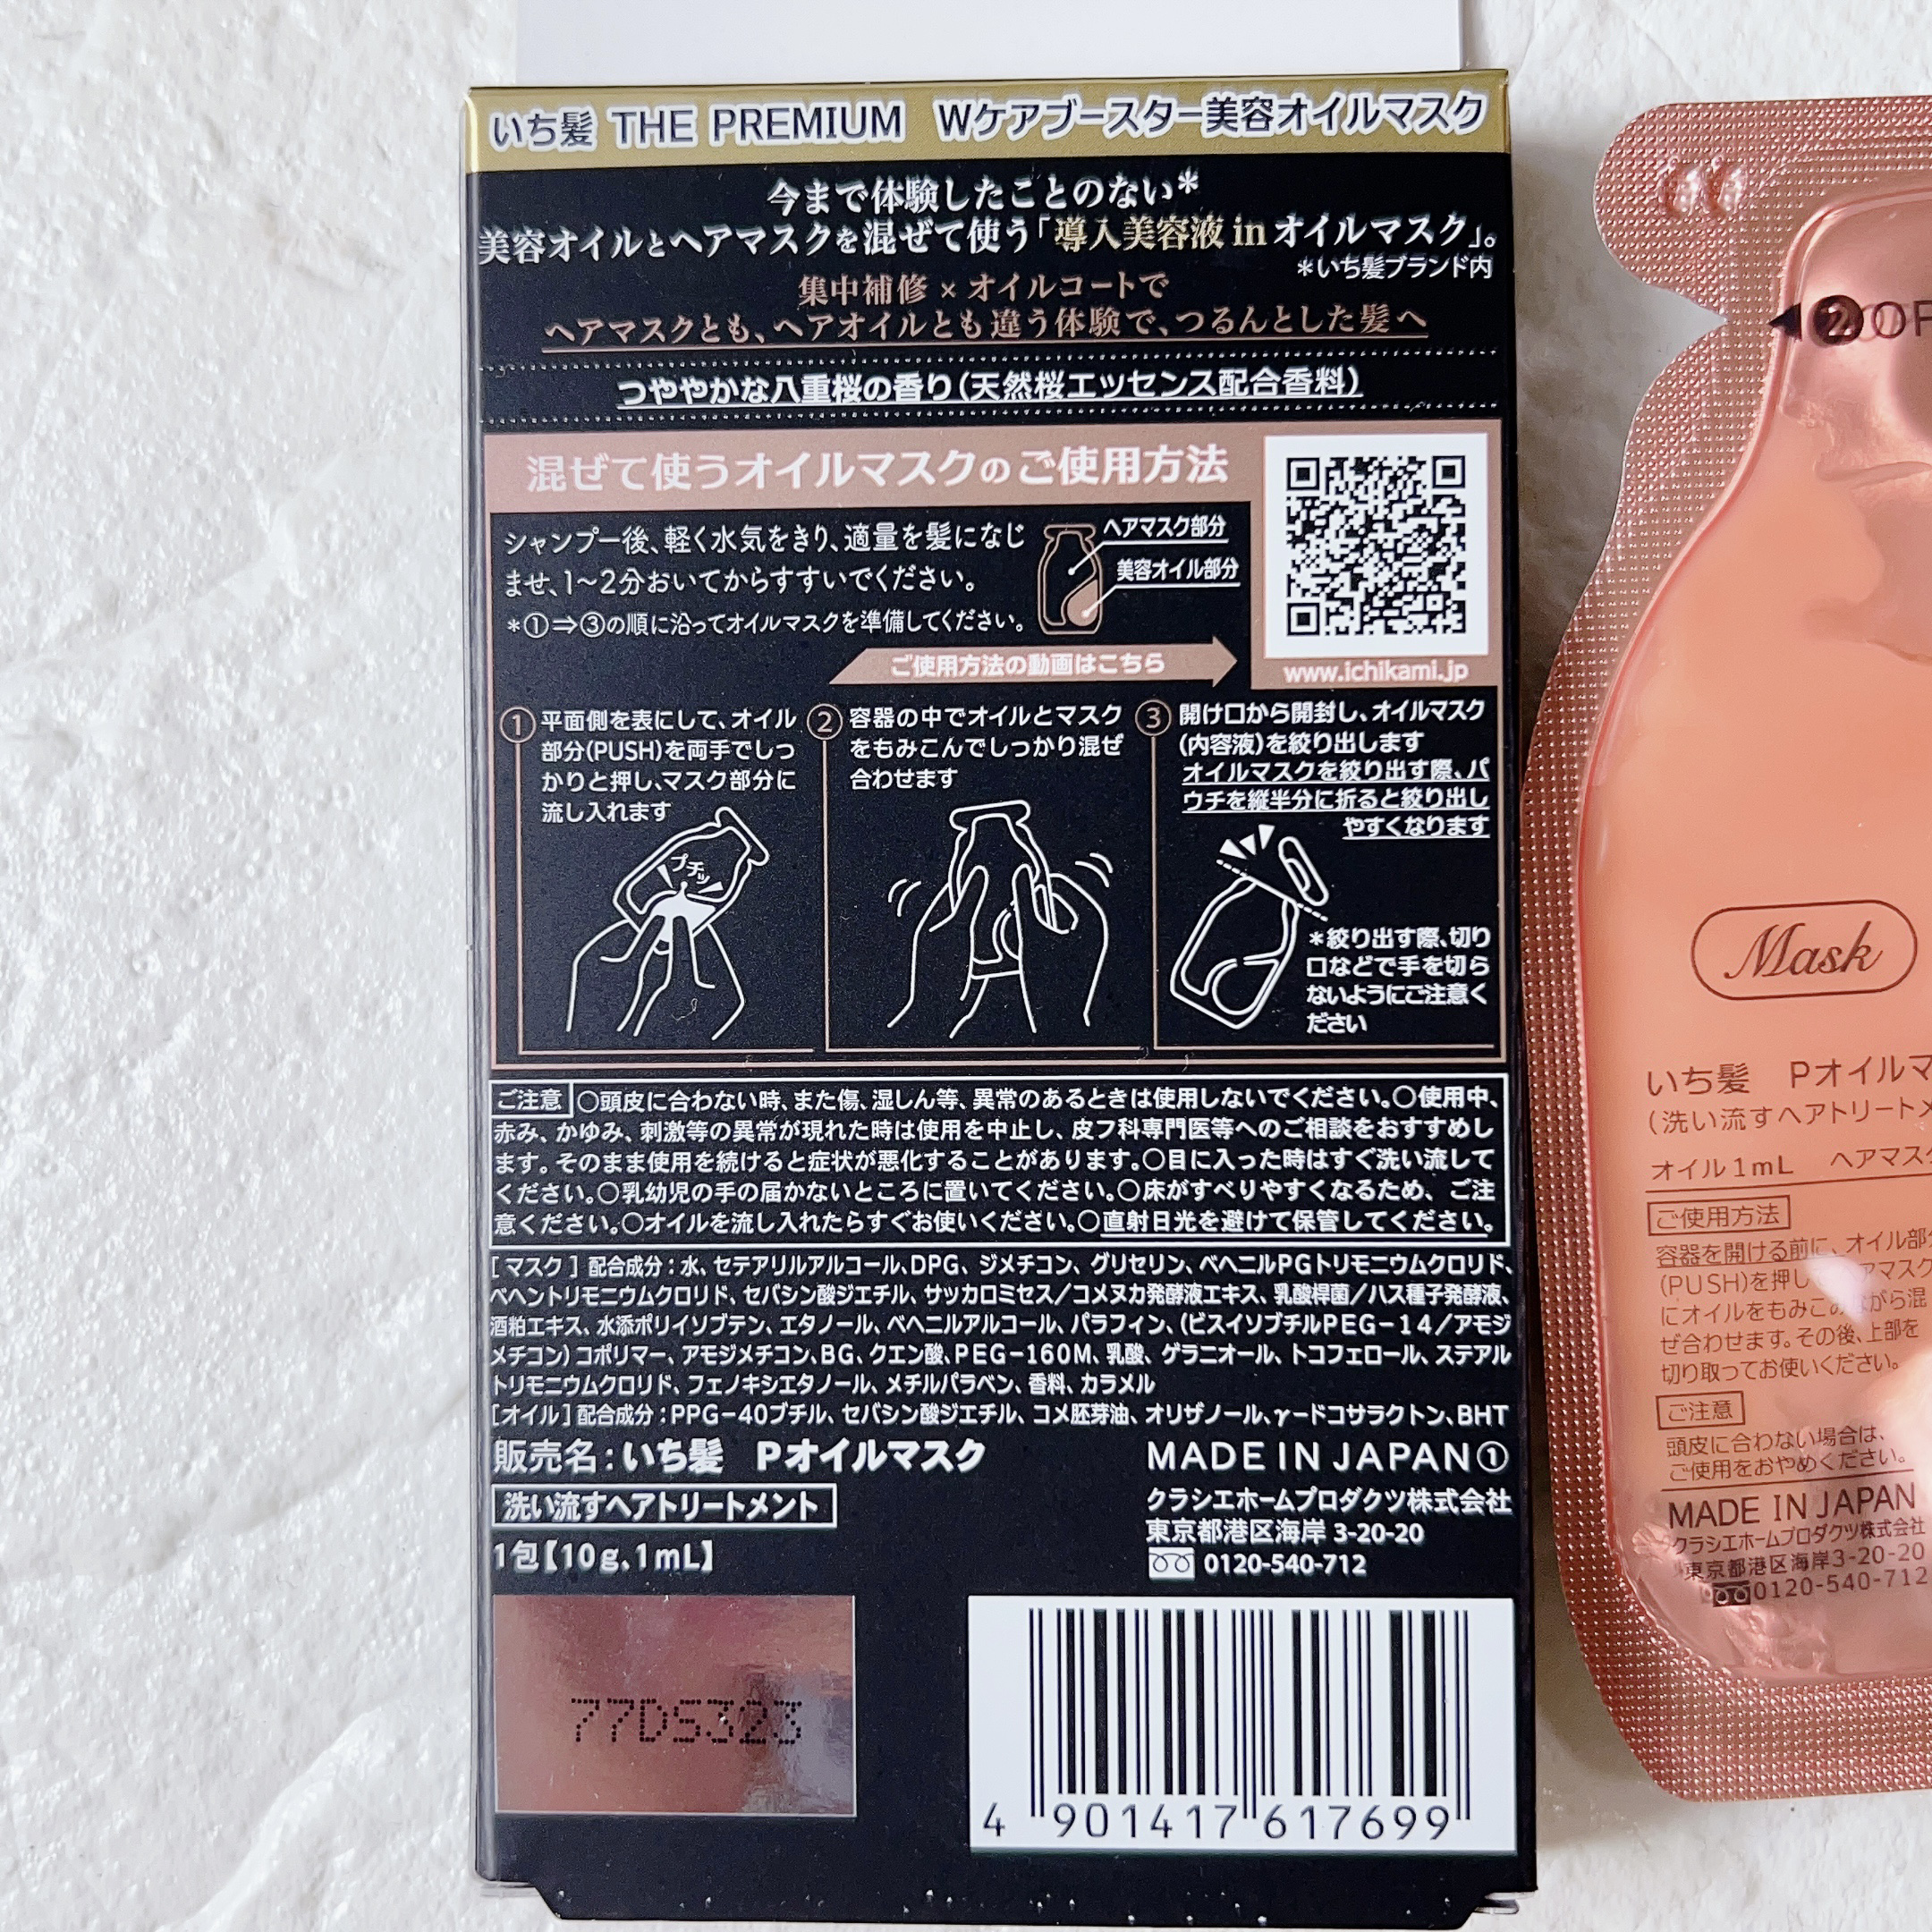 いち髪 THE PREMIUM Wケアブースター美容オイルマスク
今まで体験したことのない*
美容オイルとヘアマスクを混ぜて使う「導入美容液inオイルマスク」。
*いち髪ブランド内
集中補修×オイルコートで
ヘアマスクとも、ヘアオイルとも違う体験で、つるんとした髪へ
つややかな八重桜の香り(天然桜エッセンス配合香料)
混ぜて使うオイルマスクのご使用方法
シャンプー後、軽く水気をきり、適量を髪になじ
ませ、1〜2分おいてからすすいでください。
*①⇒③の順に沿ってオイルマスクを準備してください。
ヘアマスク部分
美容オイル部分
ご使用方法の動画はこちら
www.ichikami.jp
① 平面側を表にして、オイル
部分(PUSH)を両手でしっ
かりと押し、マスク部分に
流し入れます
プチッ
② 容器の中でオイルとマスク
をもみこんでしっかり混ぜ
合わせます
③ 開け口から開封し、オイルマスク
(内容液)を絞り出します
オイルマスクを絞り出す際、パ
ウチを縦半分に折ると絞り出し
やすくなります
*絞り出す際、切り
口などで手を切ら
ないようにご注意く
ださい
ご注意 ○頭皮に合わない時、また傷、湿しん等、異常のあるときは使用しないでください。○使用中、
赤み、かゆみ、刺激等の異常が現れた時は使用を中止し、皮フ科専門医等へのご相談をおすすめし
ます。そのまま使用を続けると症状が悪化することがあります。○目に入った時はすぐ洗い流して
ください。○乳幼児の手の届かないところに置いてください。○床がすべりやすくなるため、ご注
意ください。○オイルを流し入れたらすぐお使いください。○直射日光を避けて保管してください。
[マスク]配合成分:水、セテアリルアルコール、DPG、ジメチコン、グリセリン、ベヘニルPGトリモニウムクロリド、
ベヘントリモニウムクロリド、セバシン酸ジエチル、サッカロミセス/コメヌカ発酵液エキス、乳酸桿菌/ハス種子発酵液、
酒粕エキス、水添ポリイソブテン、エタノール、ベヘニルアルコール、パラフィン、(ビスイソブチルPEG-14/アモジ
メチコン)コポリマー、アモジメチコン、BG、クエン酸、PEG-160M、乳酸、ゲラニオール、トコフェロール、ステアル
トリモニウムクロリド、フェノキシエタノール、メチルパラベン、香料、カラメル
[オイル]配合成分:PPG-40ブチル、セバシン酸ジエチル、コメ胚芽油、オリザノール、γ-ドコサラクトン、BHT
販売名:いち髪 Pオイルマスク
洗い流すヘアトリートメント
1包【10g、1mL】
MADE IN JAPAN①
クラシエホームプロダクツ株式会社
東京都港区海岸 3-20-20
0120-540-712
77D5323
4 901417 617699
②
Mask
いち髪 Pオイルマ
(洗い流すヘアトリートメ
オイル1mL ヘアマスク
ご使用方法
容器を開ける前に、オイル部分
(PUSH)を押し マスク
にオイルをもみこみながら混
ぜ合わせます。その後、上部を
切り取ってお使いください。
ご注意
頭皮に合わない場合は、
ご使用をおやめください。
MADE IN JAPAN
クラシエホームプロダクツ株式会社
東京都港区海岸3-20-20
0120-540-712